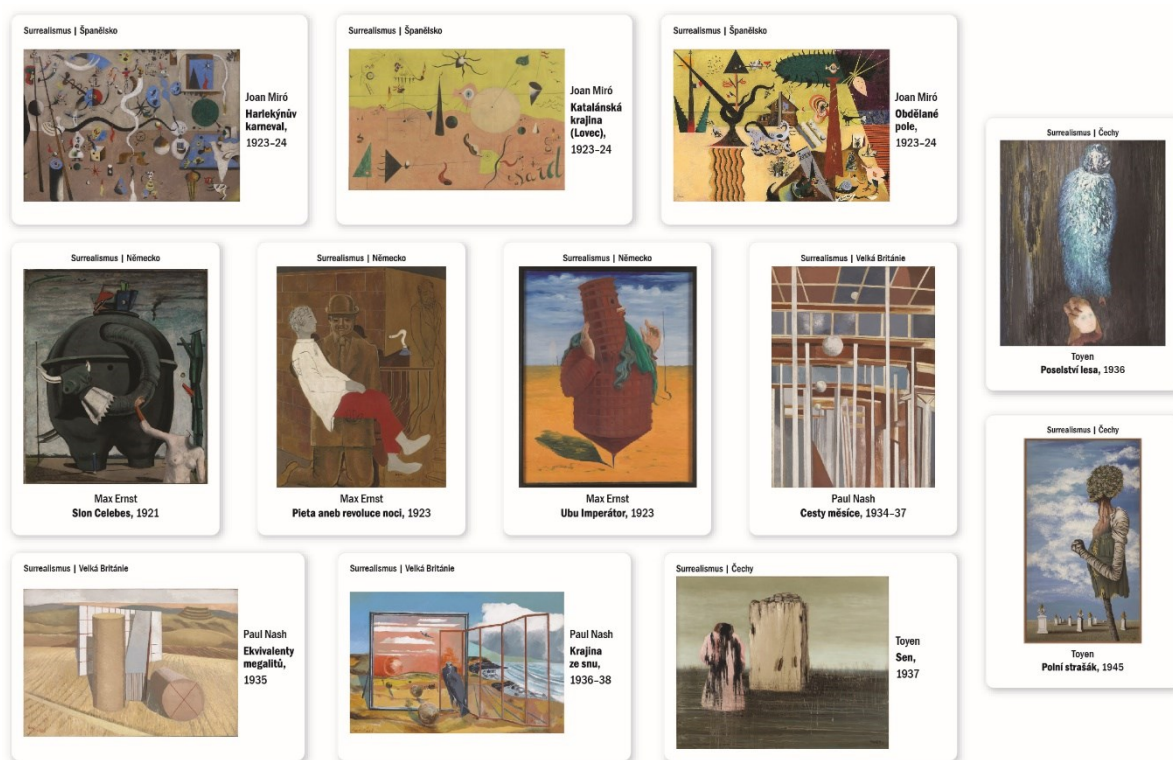 Surrealismus | Španělsko
Joan Miró
Harlekýnův
karneval,
1923–24
Surrealismus | Španělsko
Joan Miró
Katalánská
krajina
(Lovec),
1923–24
sard
Surrealismus | Španělsko
Joan Miró
Obdělané
pole,
1923–24
Surrealismus | Čechy
Toyen
Poselství lesa, 1936
Surrealismus | Německo
Max Ernst
Slon Celebes, 1921
Surrealismus | Německo
Max Ernst
Pieta aneb revoluce noci, 1923
Surrealismus | Německo
Max Ernst
Ubu Imperátor, 1923
Surrealismus | Velká Británie
Paul Nash
Cesty měsíce, 1934–37
Surrealismus | Čechy
Toyen
Polní strašák, 1945
Surrealismus | Velká Británie
Paul Nash
Ekvivalenty
megalitů,
1935
Surrealismus | Velká Británie
Paul Nash
Krajina
ze snu,
1936–38
Surrealismus | Čechy
Toyen
Sen,
1937